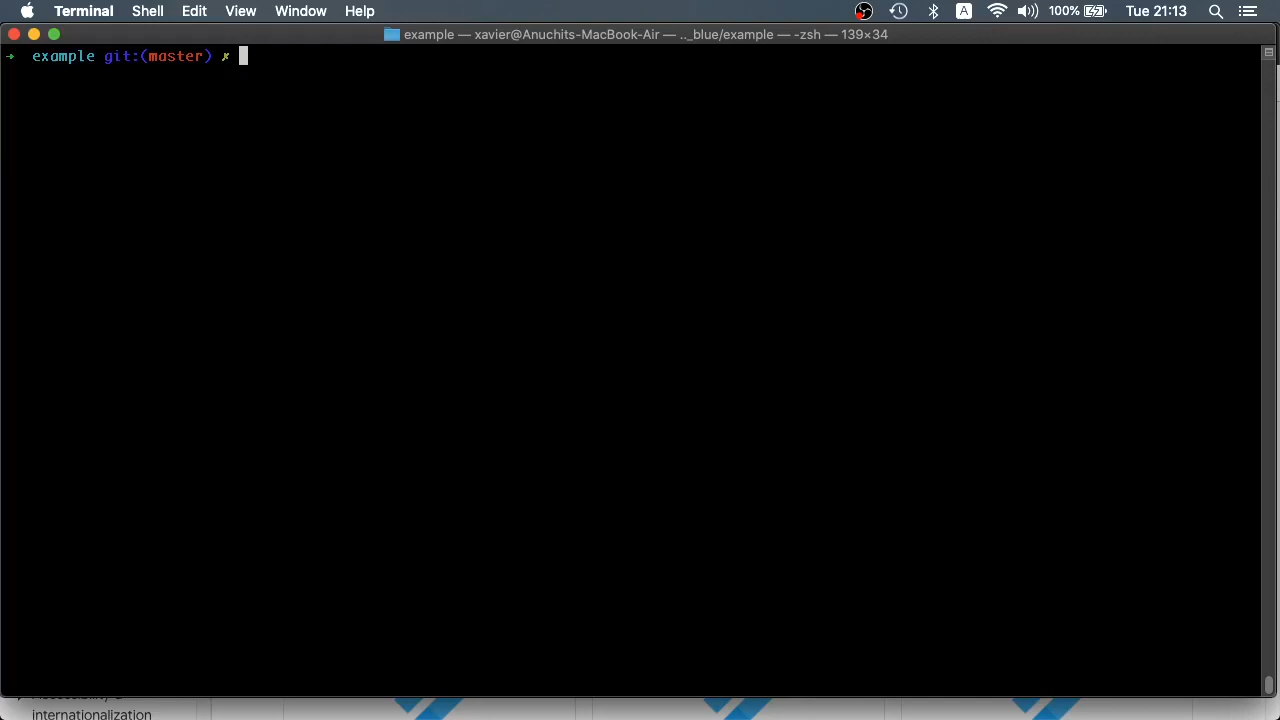 Terminal Shell Edit View Window Help 100% Tue 21:13
example — xavier@Anuchits-MacBook-Air — .._blue/example — -zsh — 139×34
➜ example git:(master) ✗
internationalization